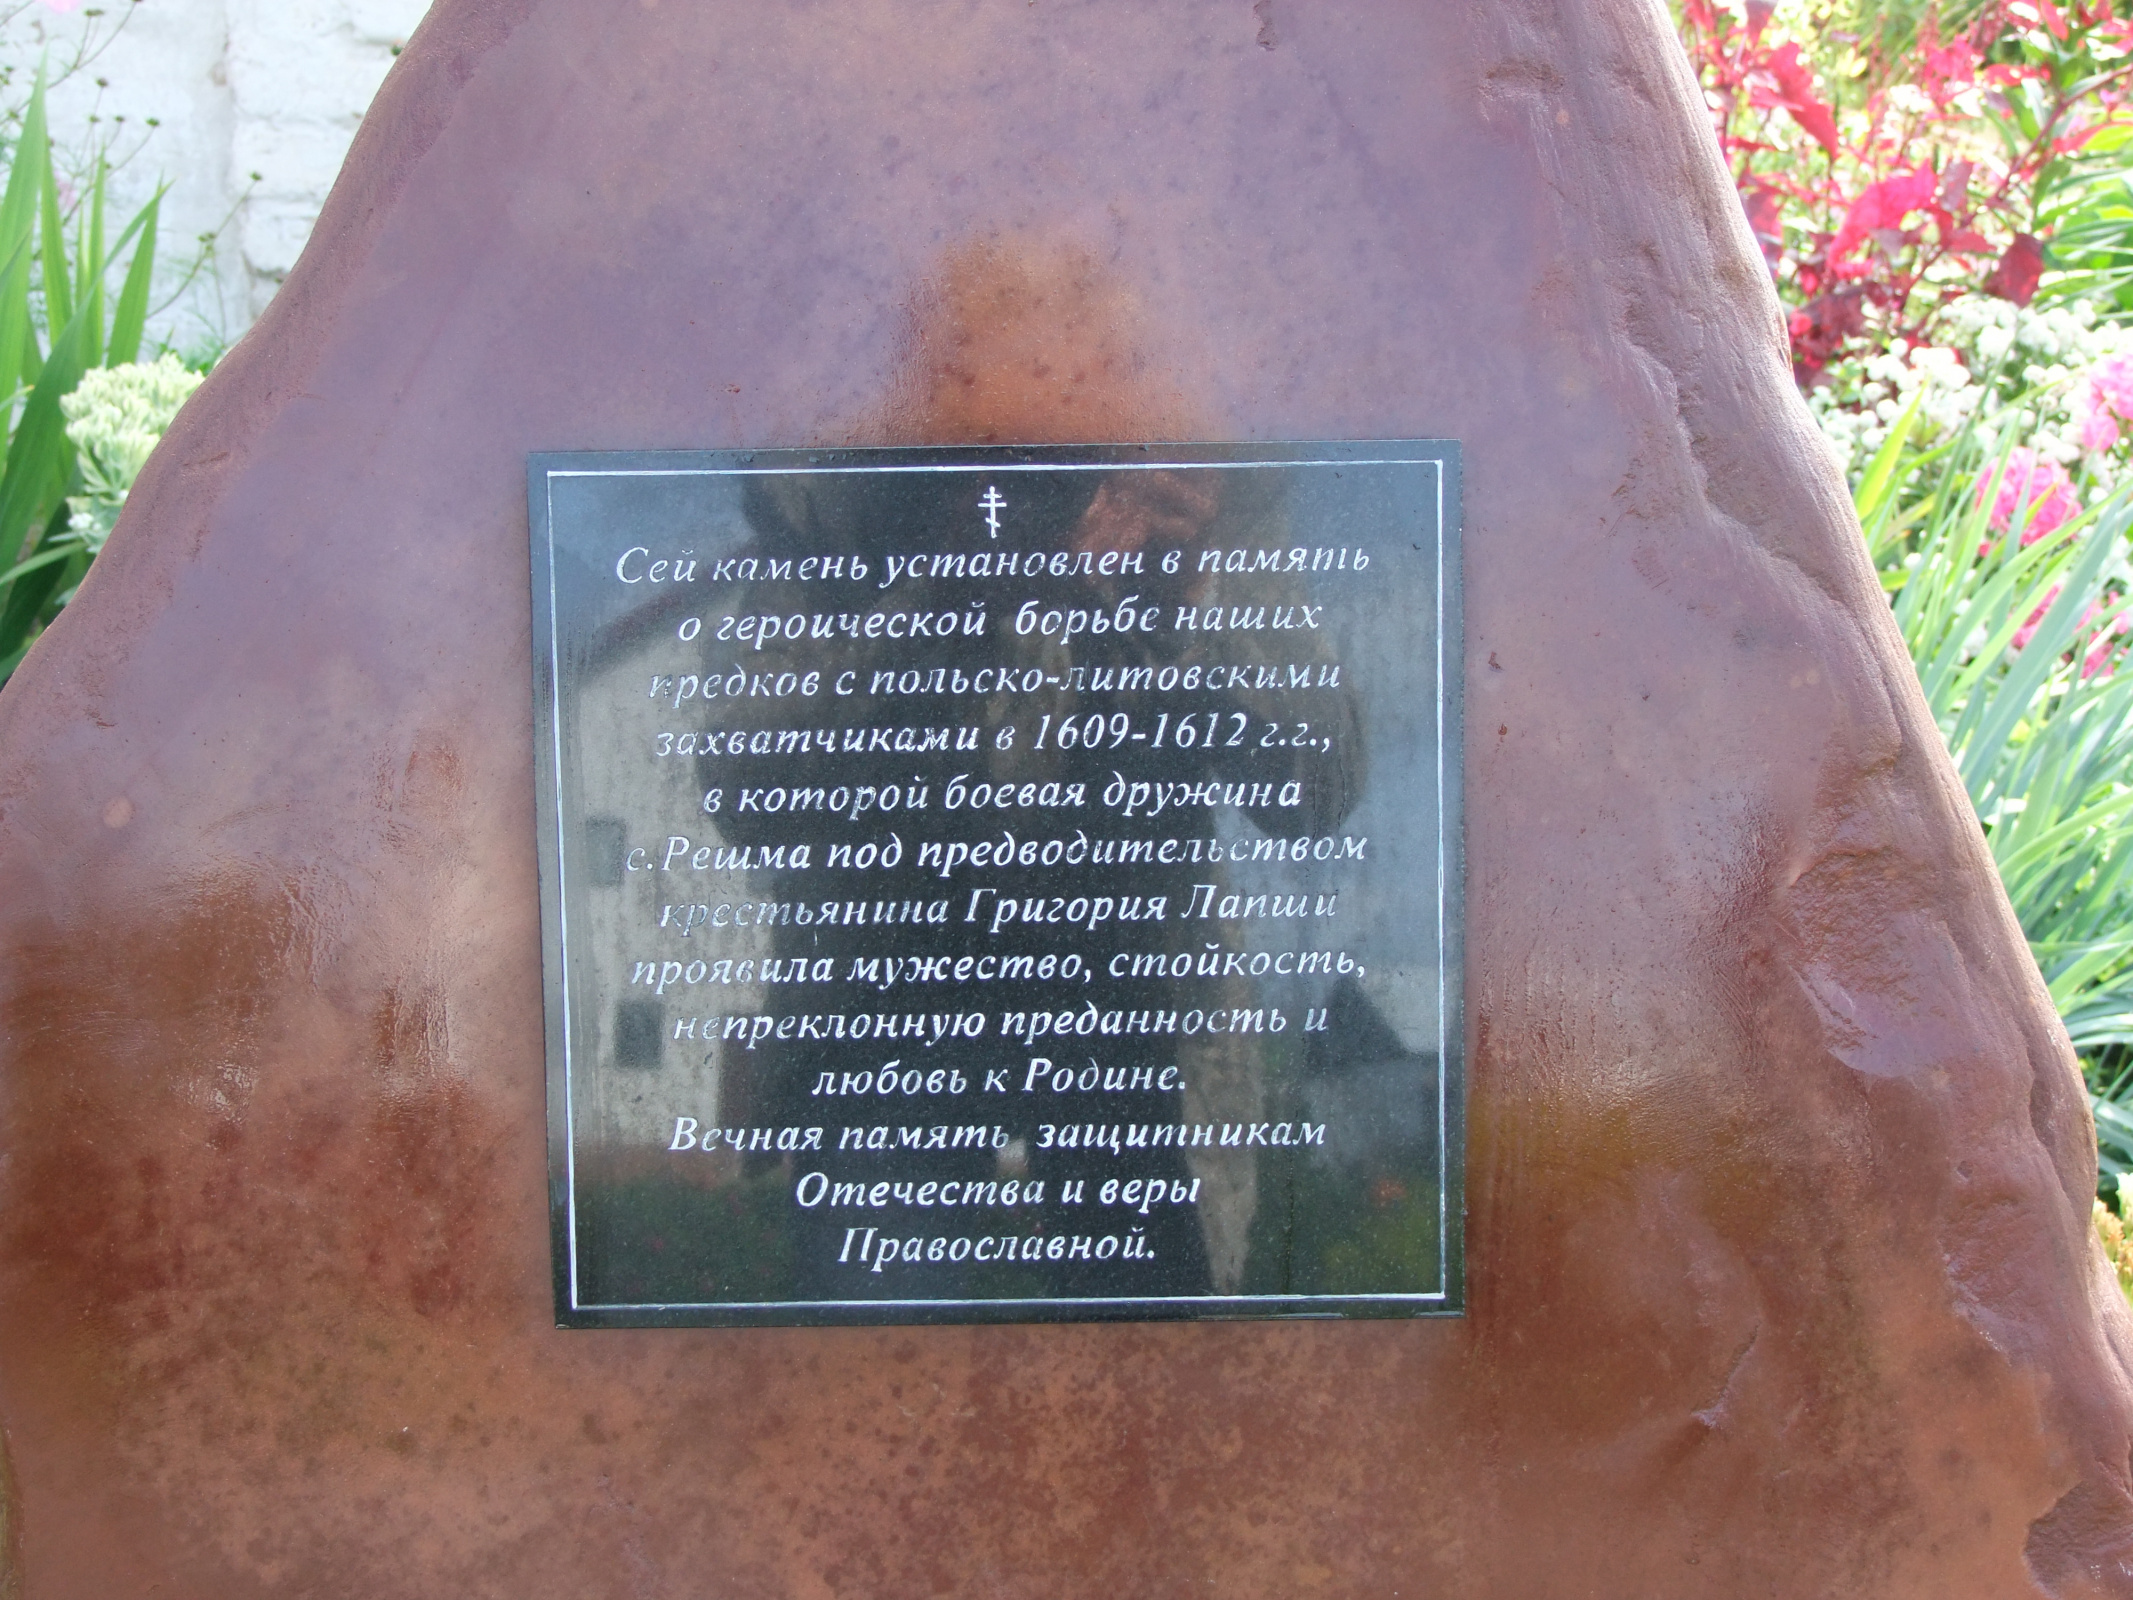 Сей камень установлен в память
о героической борьбе наших
предков с польско-литовскими
захватчиками в 1609-1612 г.г.,
в которой боевая дружина
с.Решма под предводительством
крестьянина Григория Лапши
проявила мужество, стойкость,
непреклонную преданность и
любовь к Родине.
Вечная память защитникам
Отечества и веры
Православной.